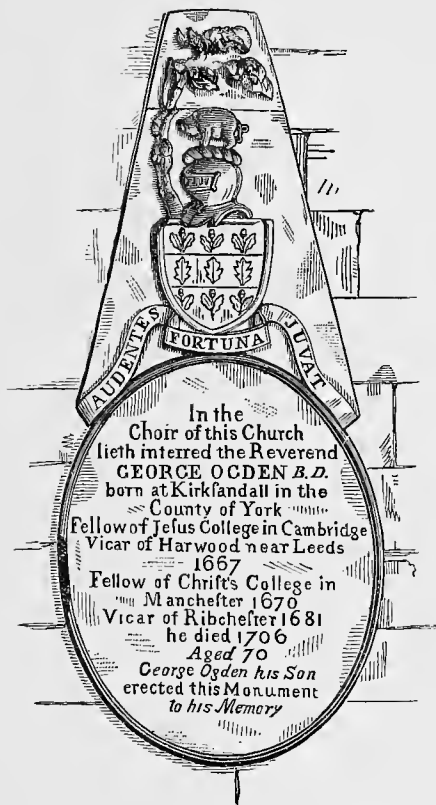 AUDENTES FORTUNA JUVAT
In the
Choir of this Church
lieth interred the Reverend
GEORGE OGDEN B.D.
born at Kirkſandall in the
County of York
Fellow of Jeſus College in Cambridge
Vicar of Harwood near Leeds
1667
Fellow of Chriſt's College in
Mancheſter 1670
Vicar of Ribcheſter 1681
he died 1706
Aged 70
George Ogden his Son
erected this Monument
to his Memory